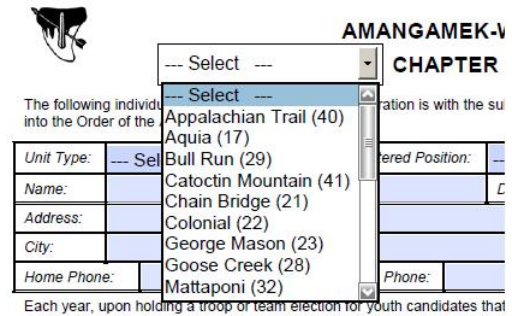 AMANGAMEK-W
--- Select ---
CHAPTER
--- Select ---
The following individu
ration is with the su
Appalachian Trail (40)
into the Order of the
Aquia (17)
Unit Type:
--- Sel
Bull Run (29)
tered Position:
--
Name:
Catoctin Mountain (41)
D
Chain Bridge (21)
Address:
Colonial (22)
City:
George Mason (23)
Goose Creek (28)
Home Phone:
Phone:
Mattaponi (32)
Each year, upon holding a troop or team election for youth candidates that